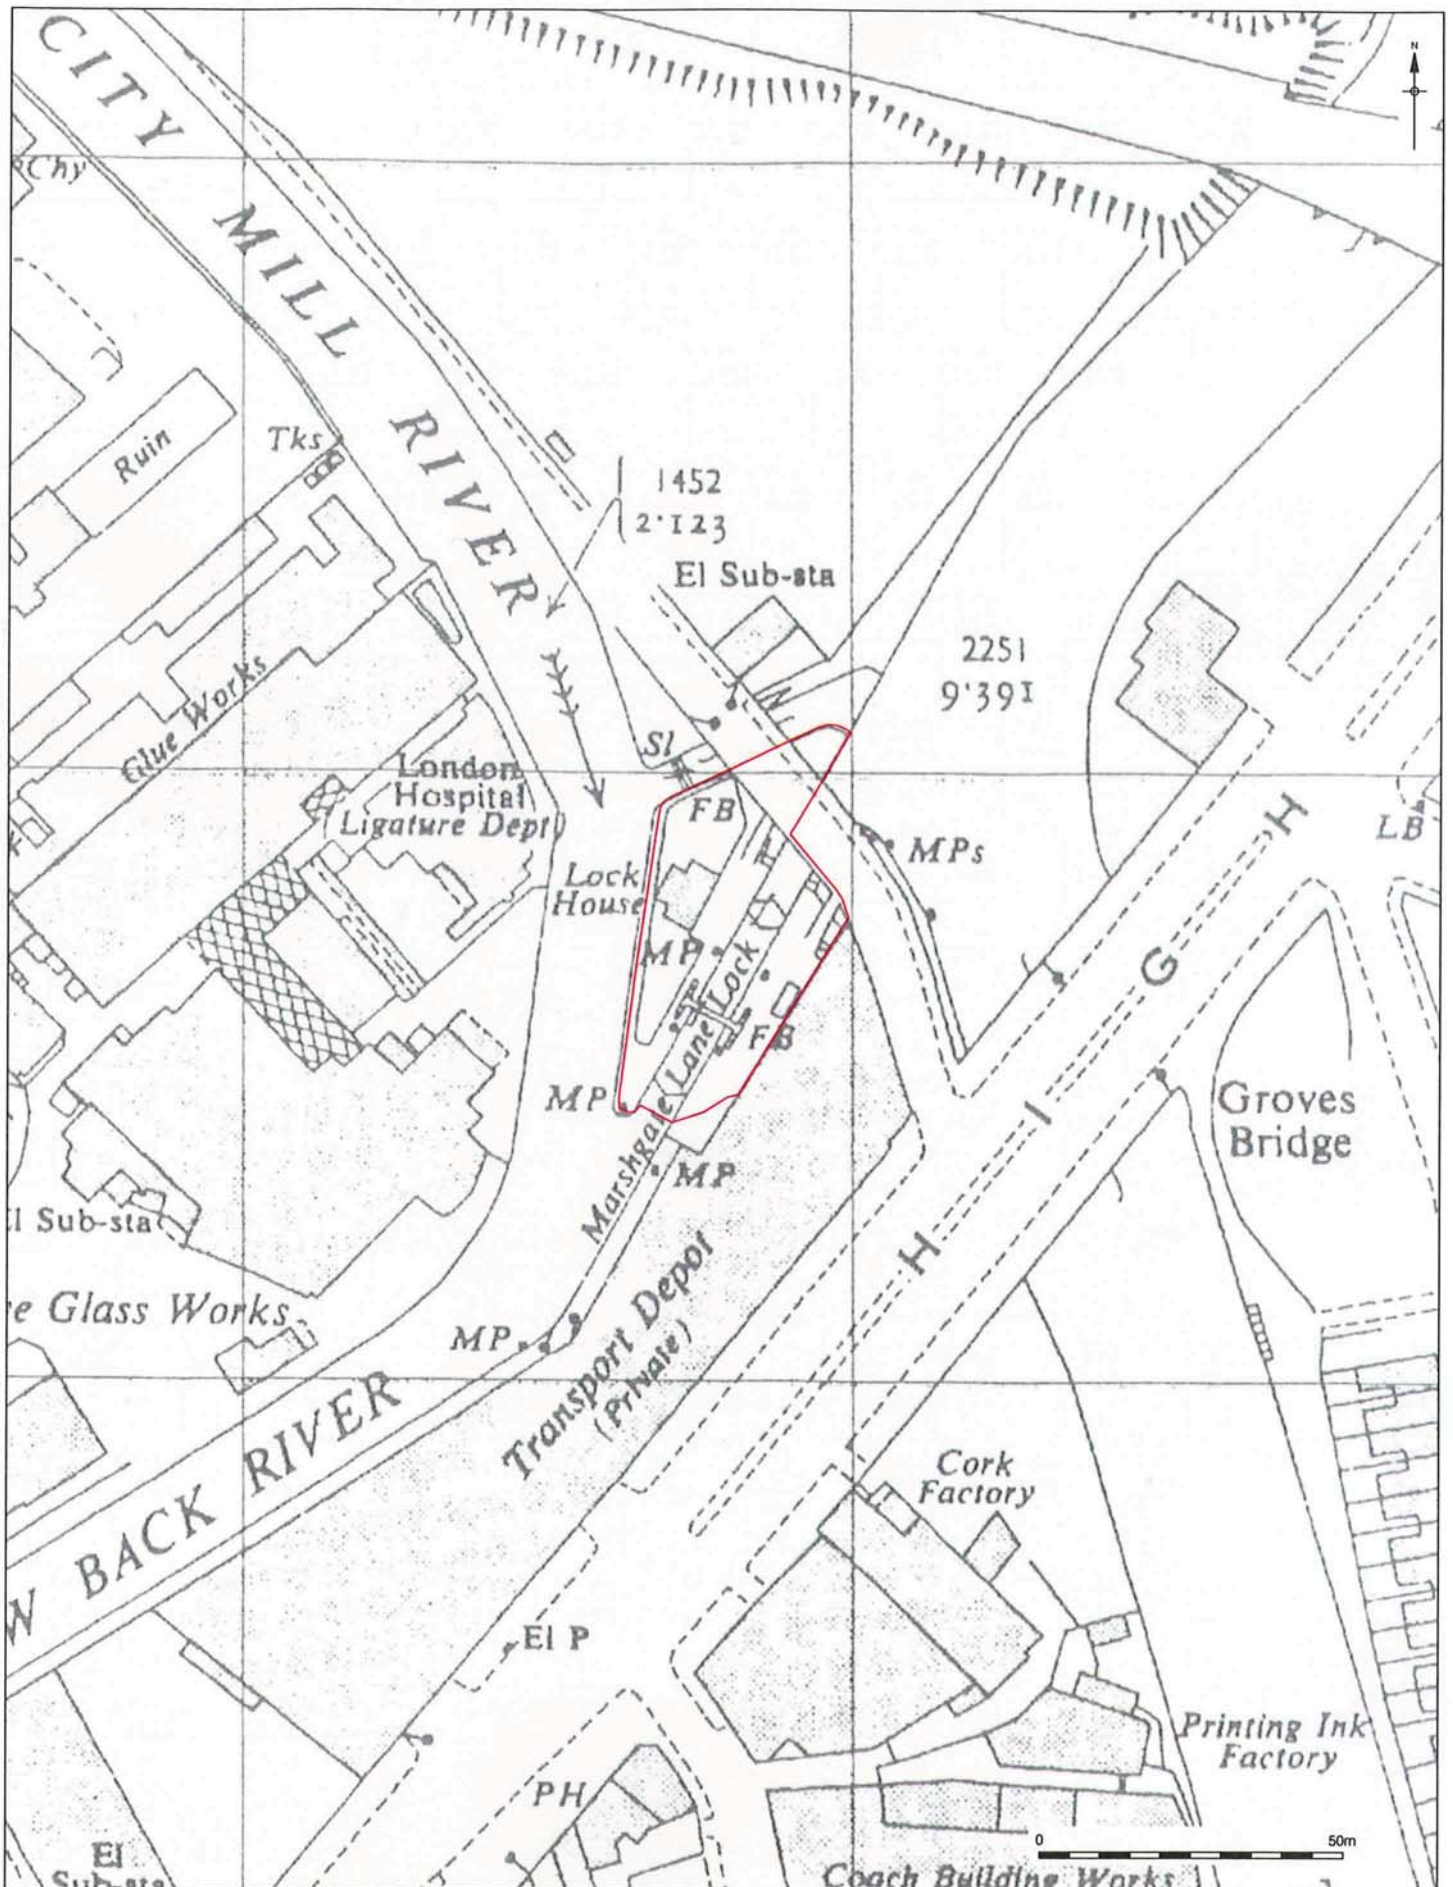 N
CITY MILL RIVER
Chy
Ruin
Tks
1452
2·123
El Sub-sta
2251
9·391
Glue Works
London
Hospital
(Ligature Dept)
Sl
FB
MPs
LB
Lock
House
MP
Marshgate Lane Lock
FB
MP
MP
Groves
Bridge
El Sub-sta
HIGH
e Glass Works
MP
Transport Depot
(Private)
W BACK RIVER
Cork
Factory
El P
Printing Ink
Factory
PH
El
Sub-sta
0 50m
Coach Building Works